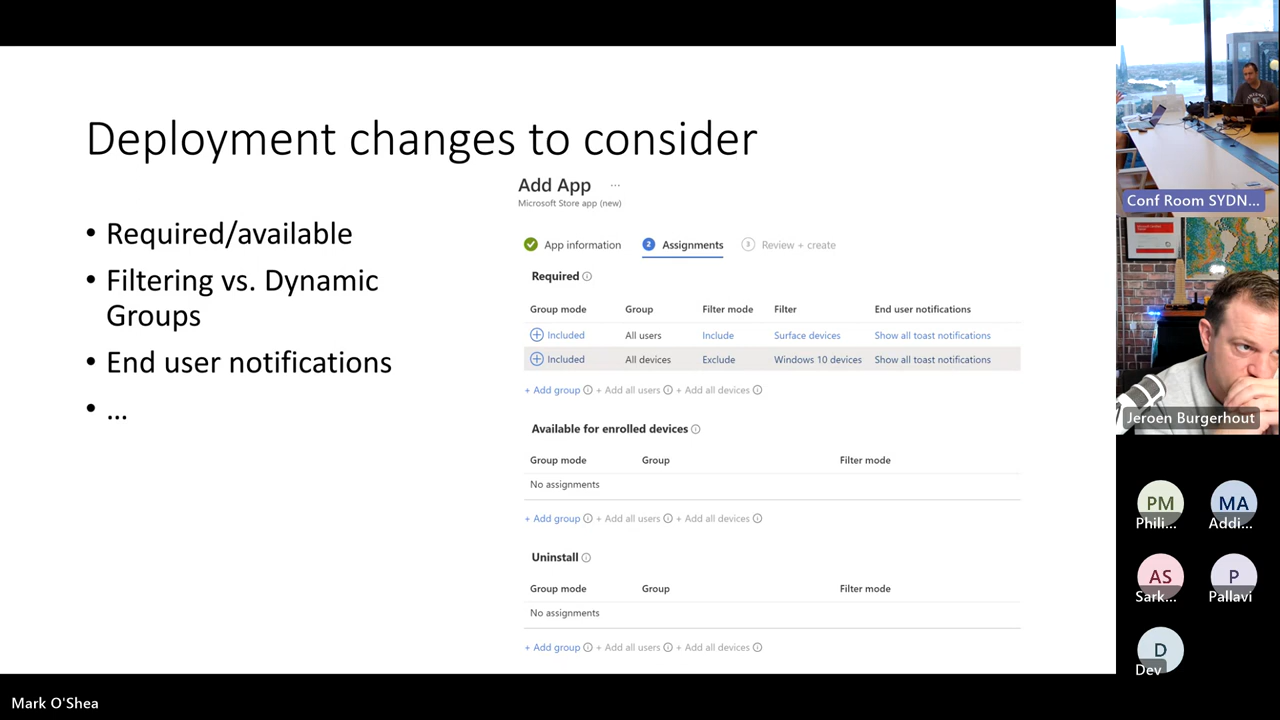 Deployment changes to consider
• Required/available
• Filtering vs. Dynamic
Groups
• End user notifications
• ...
Add App ...
Microsoft Store app (new)
App information 2 Assignments 3 Review + create
Required
Group mode Group Filter mode Filter End user notifications
Included All users Include Surface devices Show all toast notifications
Included All devices Exclude Windows 10 devices Show all toast notifications
+ Add group + Add all users + Add all devices
Available for enrolled devices
Group mode Group Filter mode
No assignments
+ Add group + Add all users + Add all devices
Uninstall
Group mode Group Filter mode
No assignments
+ Add group + Add all users + Add all devices
Conf Room SYDN...
Jeroen Burgerhout
PM MA
Phili... Addi...
AS P
Sark... Pallavi
D
Dev
Mark O'Shea